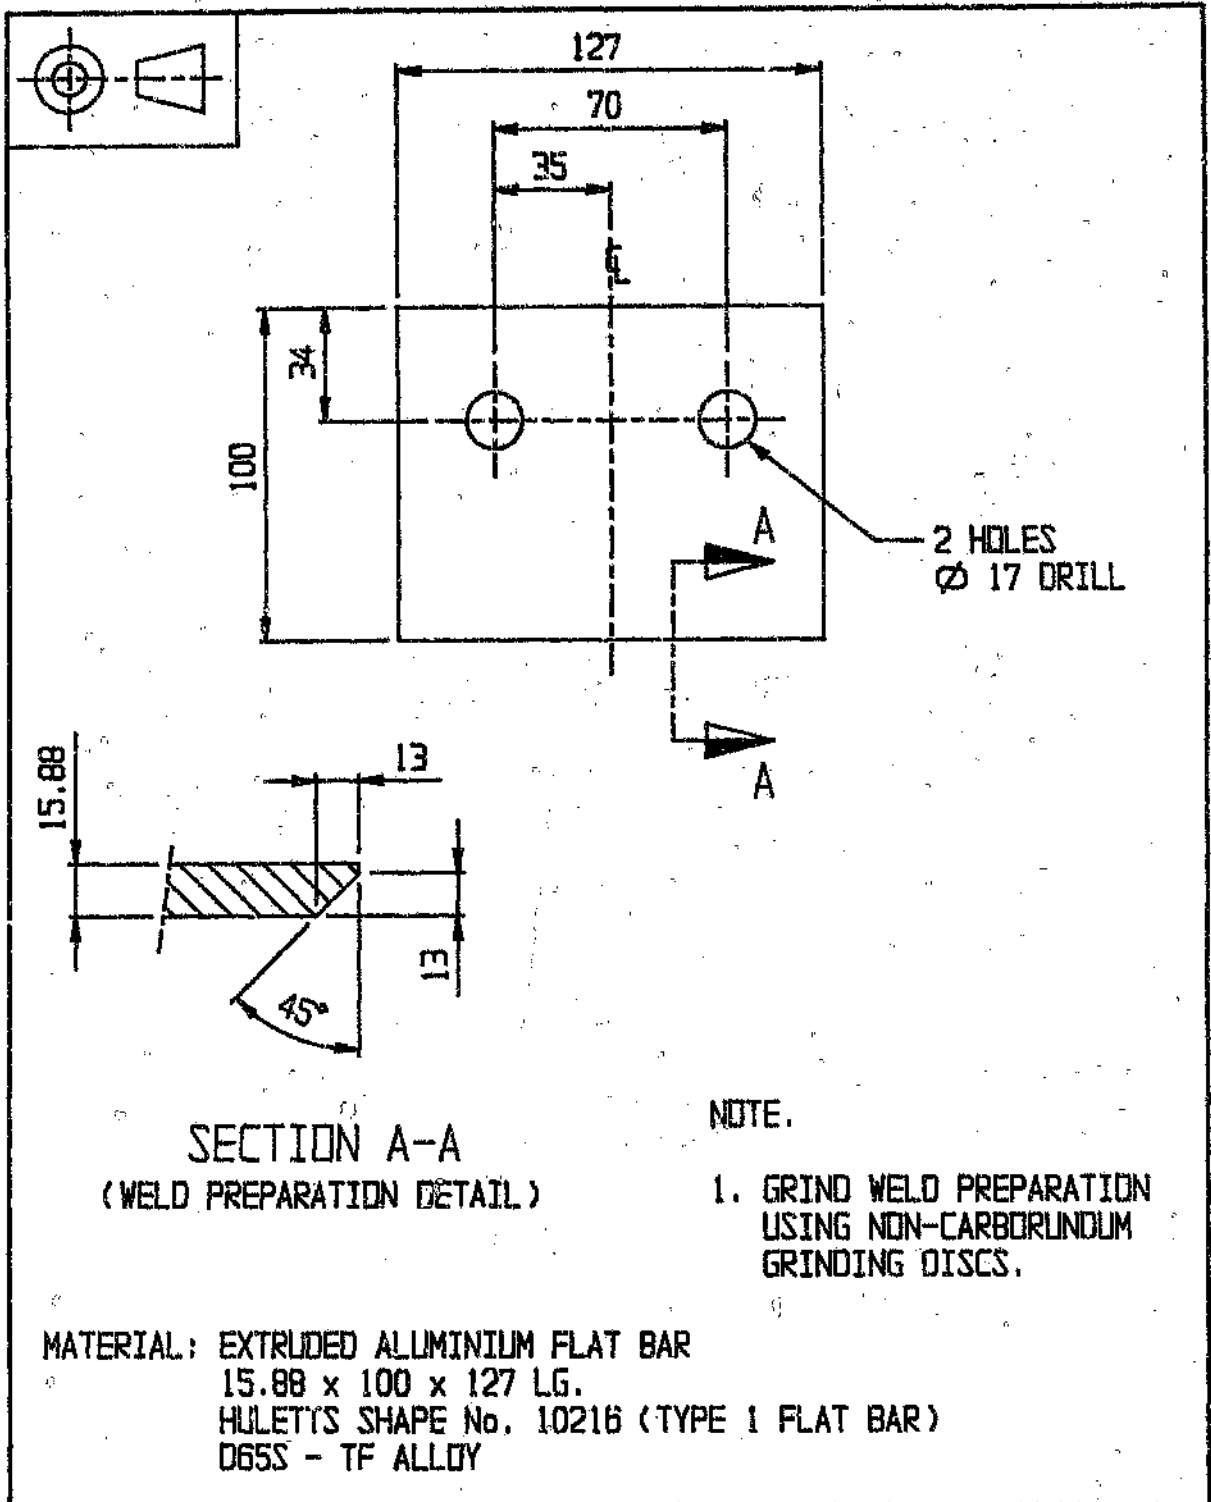 127
70
35
34
100
A
2 HOLES
Ø 17 DRILL
A
15.88
13
13
45°
SECTION A-A
(WELD PREPARATION DETAIL)
NOTE.
1. GRIND WELD PREPARATION
USING NON-CARBORUNDUM
GRINDING DISCS.
MATERIAL: EXTRUDED ALUMINIUM FLAT BAR
15.88 x 100 x 127 LG.
HULETTS SHAPE No. 10216 (TYPE 1 FLAT BAR)
D65S - TF ALLOY